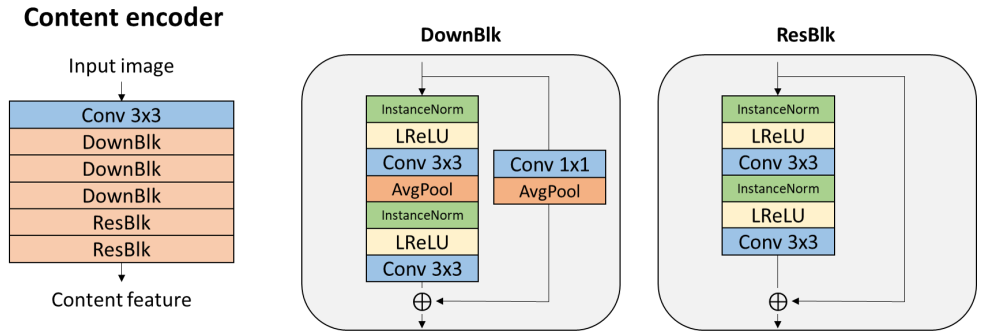 Content encoder
Input image
Conv 3x3
DownBlk
DownBlk
DownBlk
ResBlk
ResBlk
Content feature
DownBlk
InstanceNorm
LReLU
Conv 3x3
AvgPool
InstanceNorm
LReLU
Conv 3x3
Conv 1x1
AvgPool
ResBlk
InstanceNorm
LReLU
Conv 3x3
InstanceNorm
LReLU
Conv 3x3